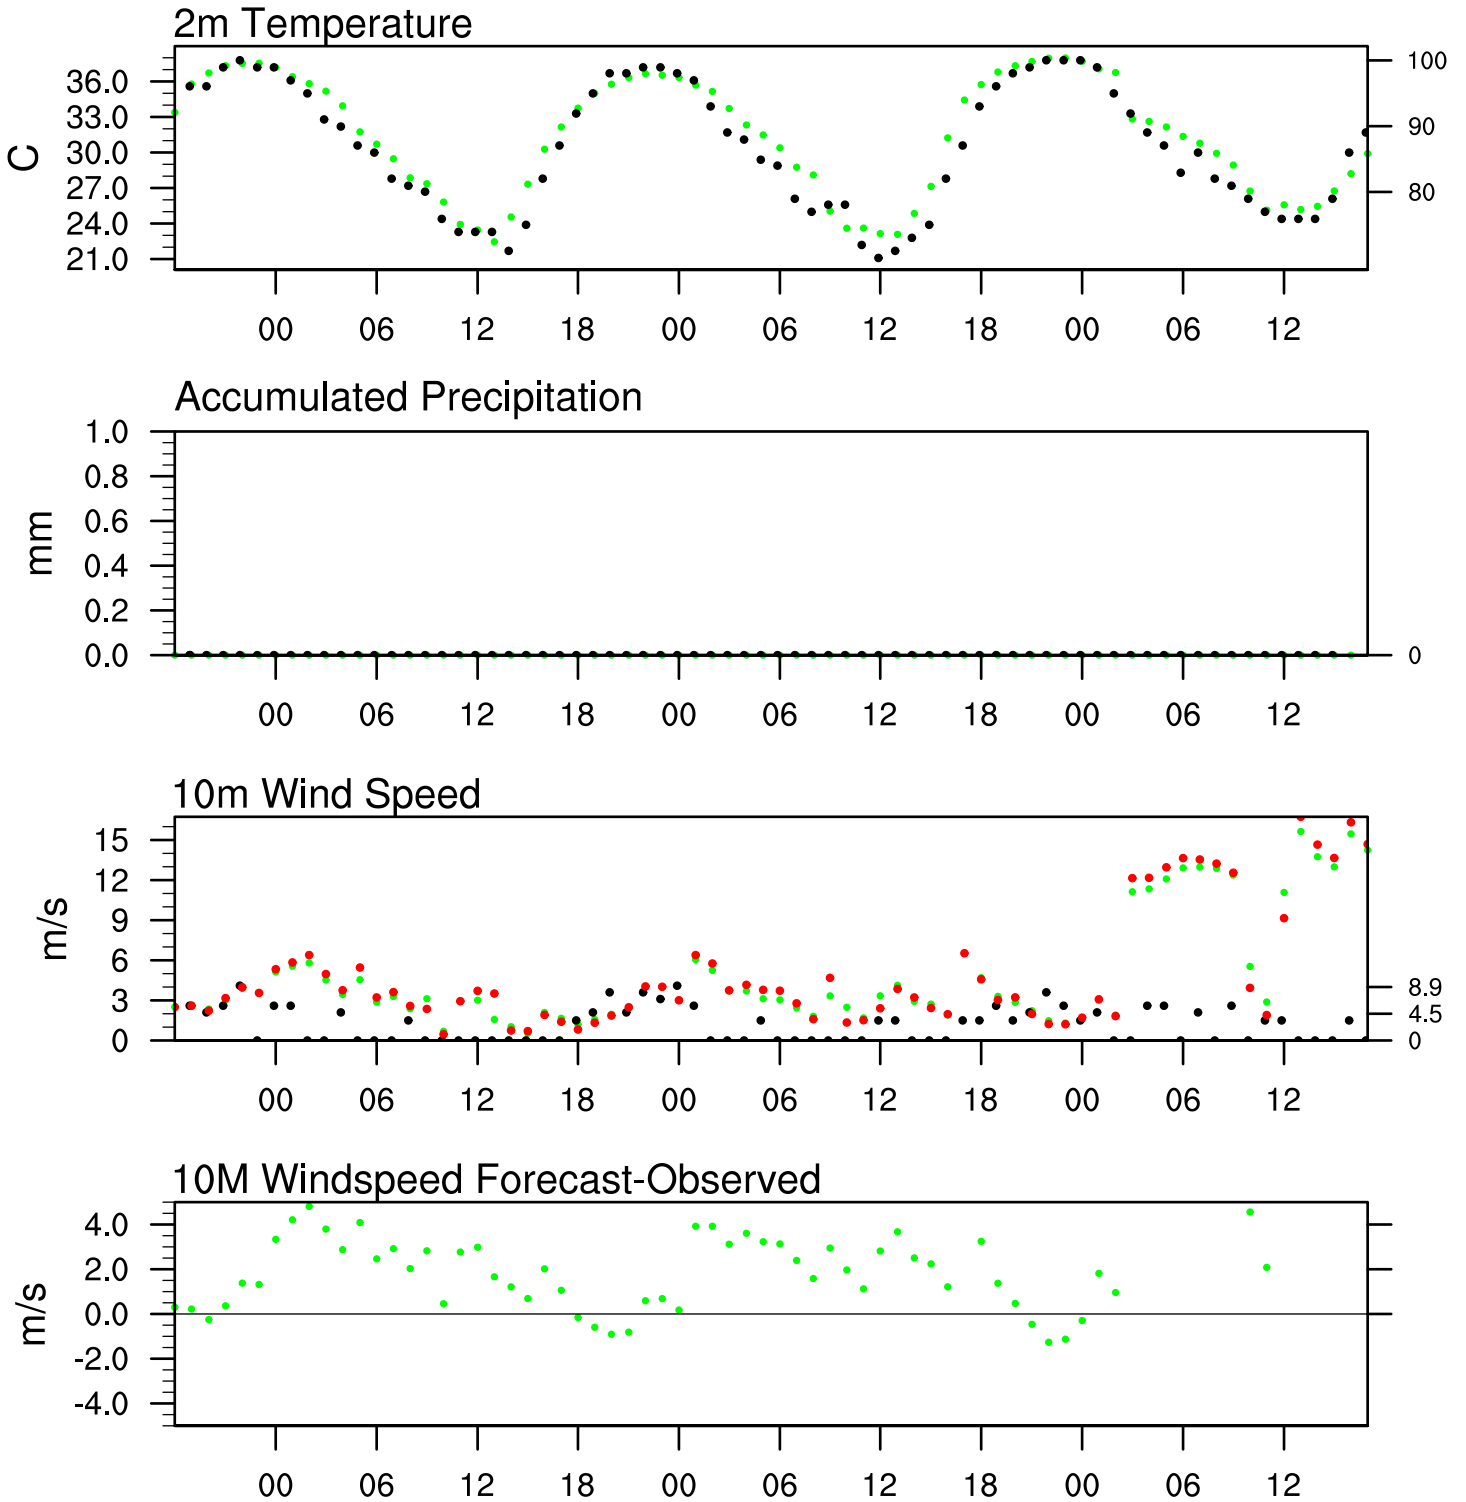 2m Temperature
C
36.0
33.0
30.0
27.0
24.0
21.0
100
90
80
00 06 12 18 00 06 12 18 00 06 12
Accumulated Precipitation
mm
1.0
0.8
0.6
0.4
0.2
0.0
0
00 06 12 18 00 06 12 18 00 06 12
10m Wind Speed
m/s
15
12
9
6
3
0
8.9
4.5
0
00 06 12 18 00 06 12 18 00 06 12
10M Windspeed Forecast-Observed
m/s
4.0
2.0
0.0
-2.0
-4.0
00 06 12 18 00 06 12 18 00 06 12